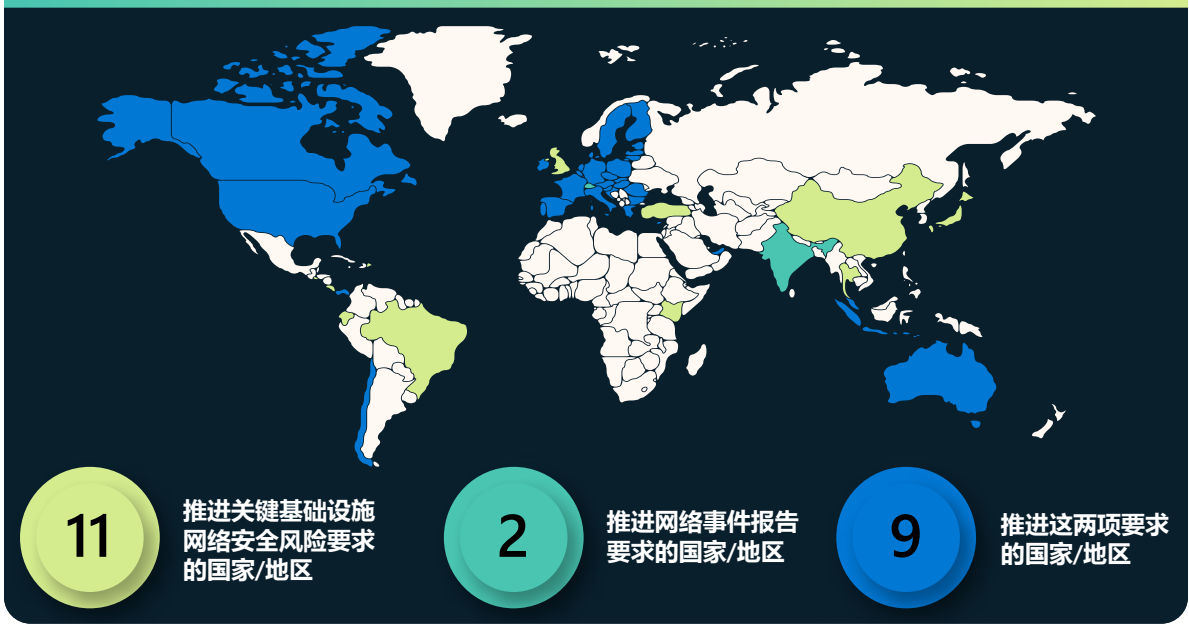 11
推进关键基础设施
网络安全风险要求
的国家/地区
2
推进网络事件报告
要求的国家/地区
9
推进这两项要求
的国家/地区